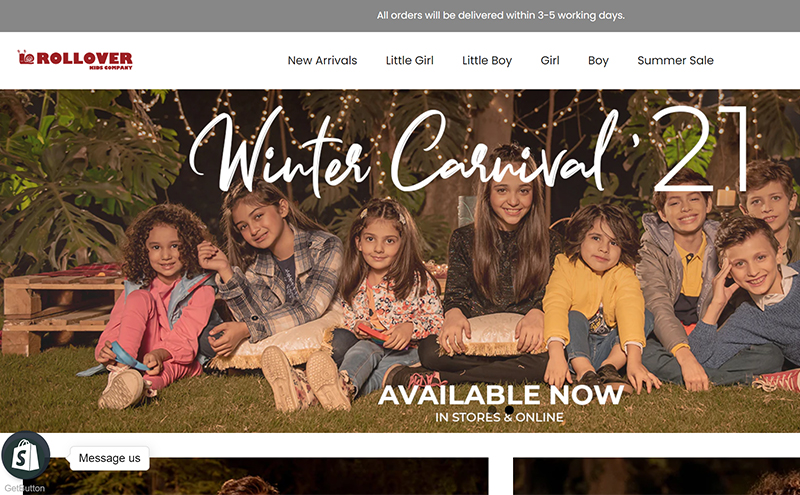 All orders will be delivered within 3-5 working days.
ROLLOVER
KIDS COMPANY
New Arrivals Little Girl Little Boy Girl Boy Summer Sale
Winter Carnival '21
AVAILABLE NOW
IN STORES & ONLINE
Message us
GetButton